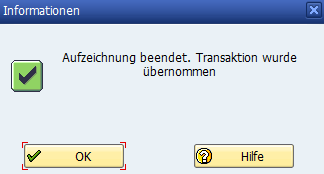 Informationen
Aufzeichnung beendet. Transaktion wurde
übernommen
OK
Hilfe